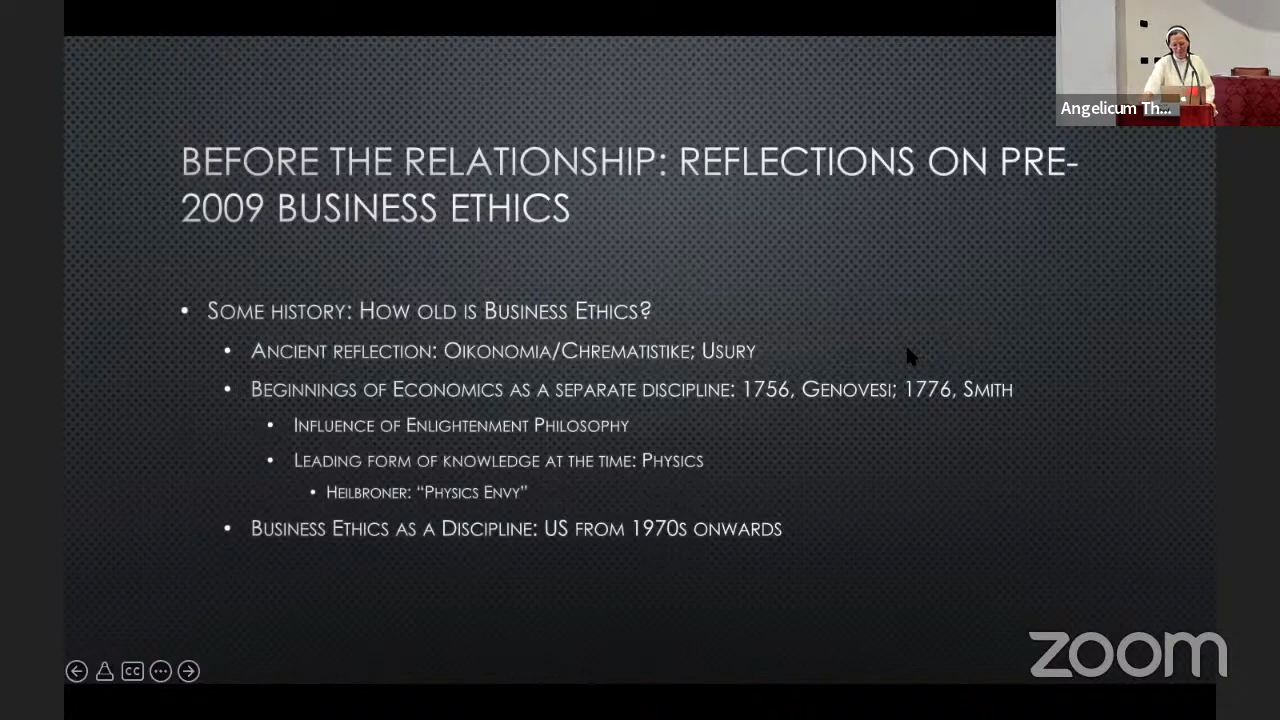 Angelicum Th...
BEFORE THE RELATIONSHIP: REFLECTIONS ON PRE-
2009 BUSINESS ETHICS
• SOME HISTORY: HOW OLD IS BUSINESS ETHICS?
• ANCIENT REFLECTION: OIKONOMIA/CHREMATISTIKE; USURY
• BEGINNINGS OF ECONOMICS AS A SEPARATE DISCIPLINE: 1756, GENOVESI; 1776, SMITH
• INFLUENCE OF ENLIGHTENMENT PHILOSOPHY
• LEADING FORM OF KNOWLEDGE AT THE TIME: PHYSICS
• HEILBRONER: “PHYSICS ENVY”
• BUSINESS ETHICS AS A DISCIPLINE: US FROM 1970S ONWARDS
CC
zoom